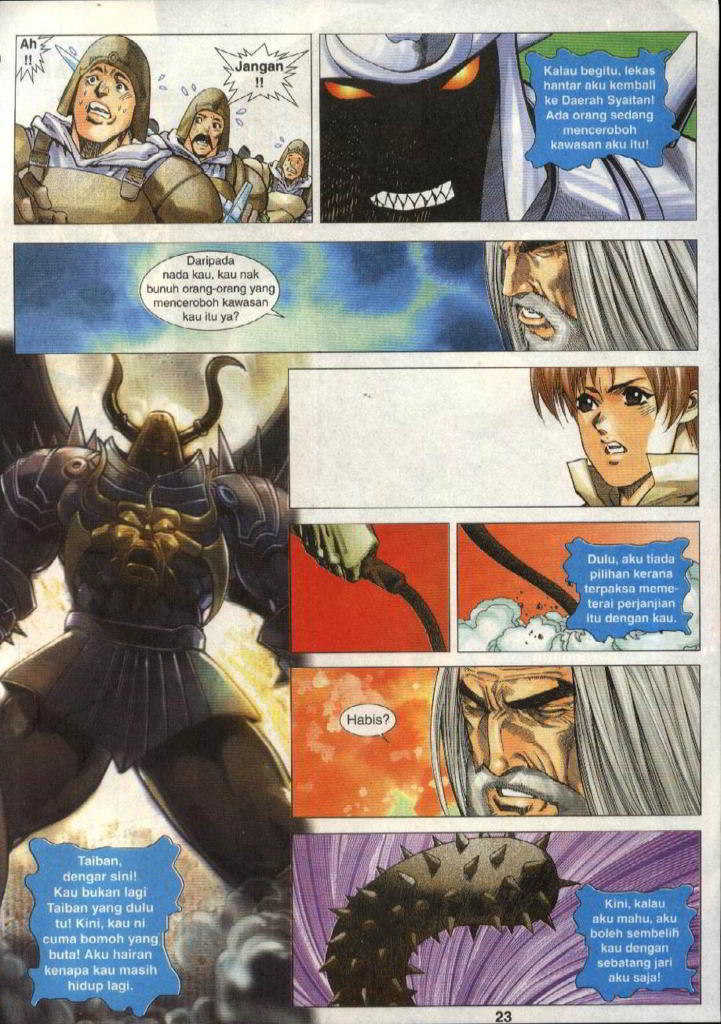 Ah
!!
Jangan
!!
Kalau begitu, lekas
hantar aku kembali
ke Daerah Syaitan!
Ada orang sedang
menceroboh
kawasan aku itu!
Daripada
nada kau, kau nak
bunuh orang-orang yang
menceroboh kawasan
kau itu ya?
Dulu, aku tiada
pilihan kerana
terpaksa meme-
terai perjanjian
itu dengan kau.
Habis?
Taiban,
dengar sini!
Kau bukan lagi
Taiban yang dulu
tu! Kini, kau ni
cuma bomoh yang
buta! Aku hairan
kenapa kau masih
hidup lagi.
Kini, kalau
aku mahu, aku
boleh sembelih
kau dengan
sebatang jari
aku saja!
23